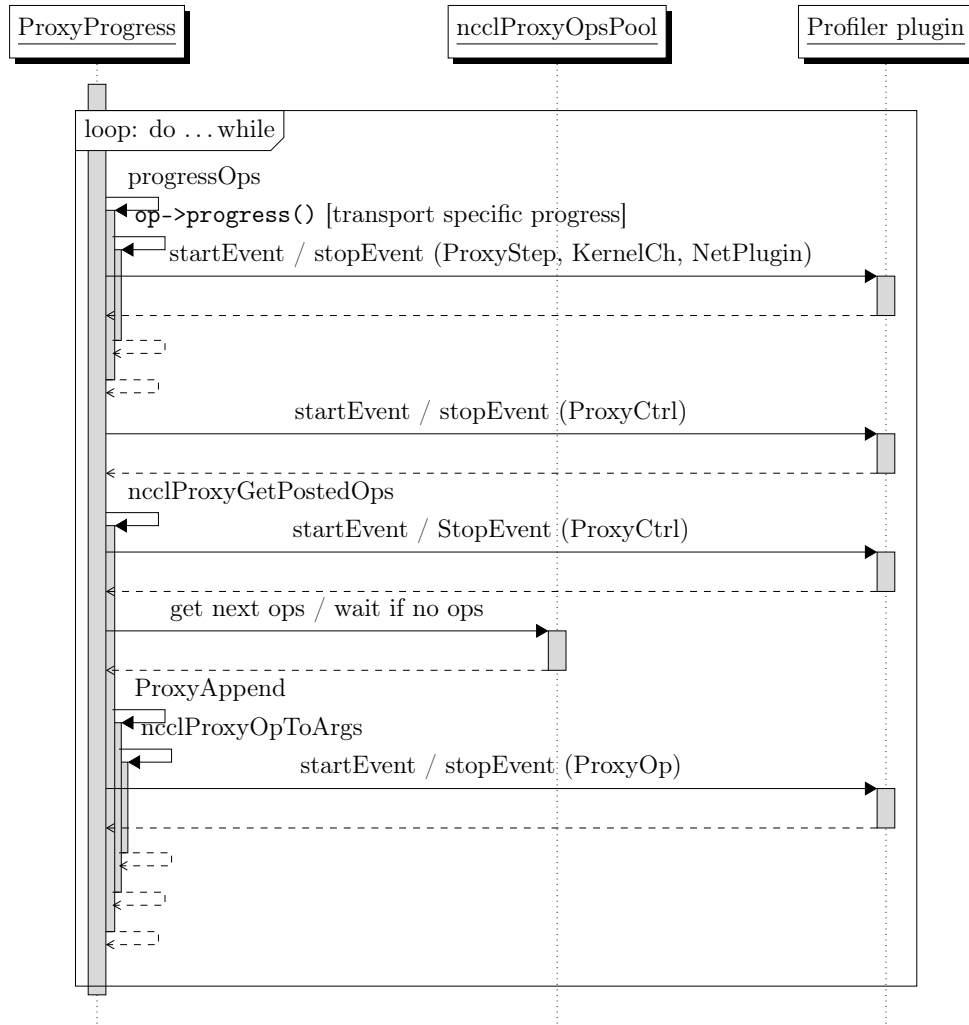 ProxyProgress
ncclProxyOpsPool
Profiler plugin
loop: do ...while
progressOps
op->progress() [transport specific progress]
startEvent / stopEvent (ProxyStep, KernelCh, NetPlugin)
startEvent / stopEvent (ProxyCtrl)
ncclProxyGetPostedOps
startEvent / StopEvent (ProxyCtrl)
get next ops / wait if no ops
ProxyAppend
ncclProxyOpToArgs
startEvent / stopEvent (ProxyOp)